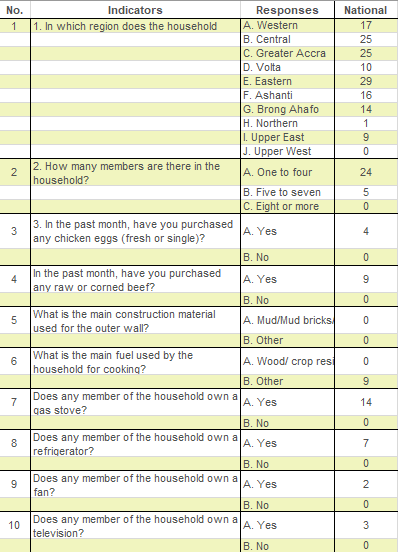 No. Indicators Responses National
1 1. In which region does the household A. Western 17
B. Central 25
C. Greater Accra 25
D. Volta 10
E. Eastern 29
F. Ashanti 16
G. Brong Ahafo 14
H. Northern 1
I. Upper East 9
J. Upper West 0
2 2. How many members are there in the
household? A. One to four 24
B. Five to seven 5
C. Eight or more 0
3 3. In the past month, have you purchased
any chicken eggs (fresh or single)? A. Yes 4
B. No 0
4 In the past month, have you purchased
any raw or corned beef? A. Yes 9
B. No 0
5 What is the main construction material
used for the outer wall? A. Mud/Mud bricks/ 0
B. Other 0
6 What is the main fuel used by the
household for cooking? A. Wood/ crop resi 0
B. Other 9
7 Does any member of the household own a
gas stove? A. Yes 14
B. No 0
8 Does any member of the household own a
refrigerator? A. Yes 7
B. No 0
9 Does any member of the household own a
fan? A. Yes 2
B. No 0
10 Does any member of the household own a
television? A. Yes 3
B. No 0